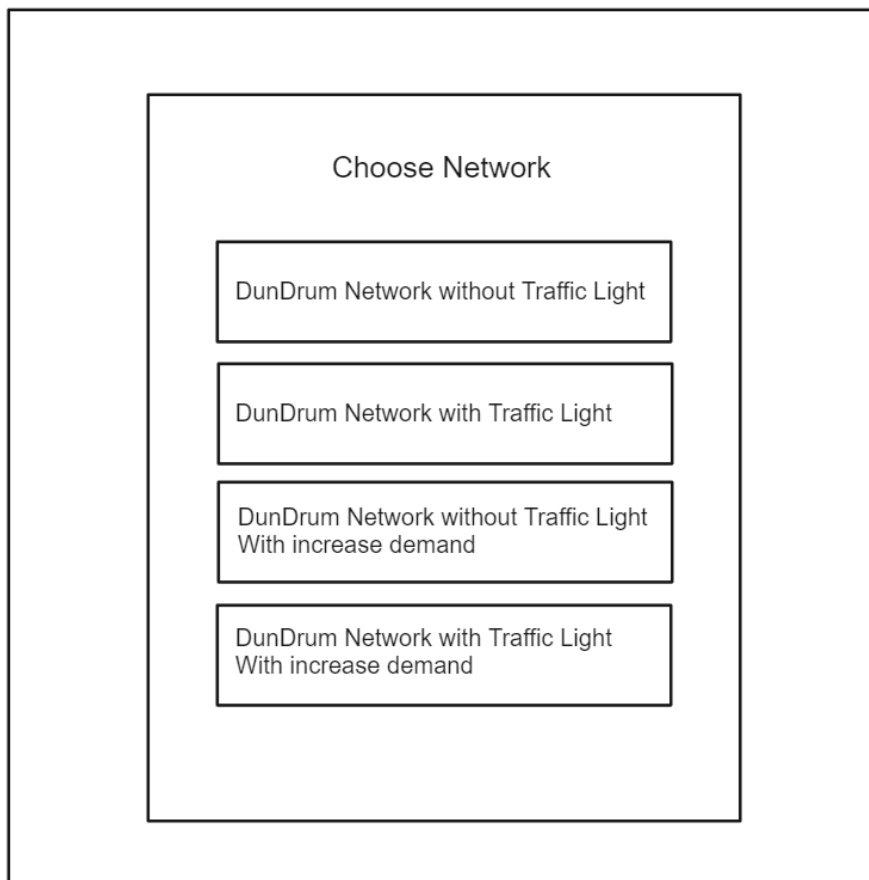 Choose Network
DunDrum Network without Traffic Light
DunDrum Network with Traffic Light
DunDrum Network without Traffic Light
With increase demand
DunDrum Network with Traffic Light
With increase demand